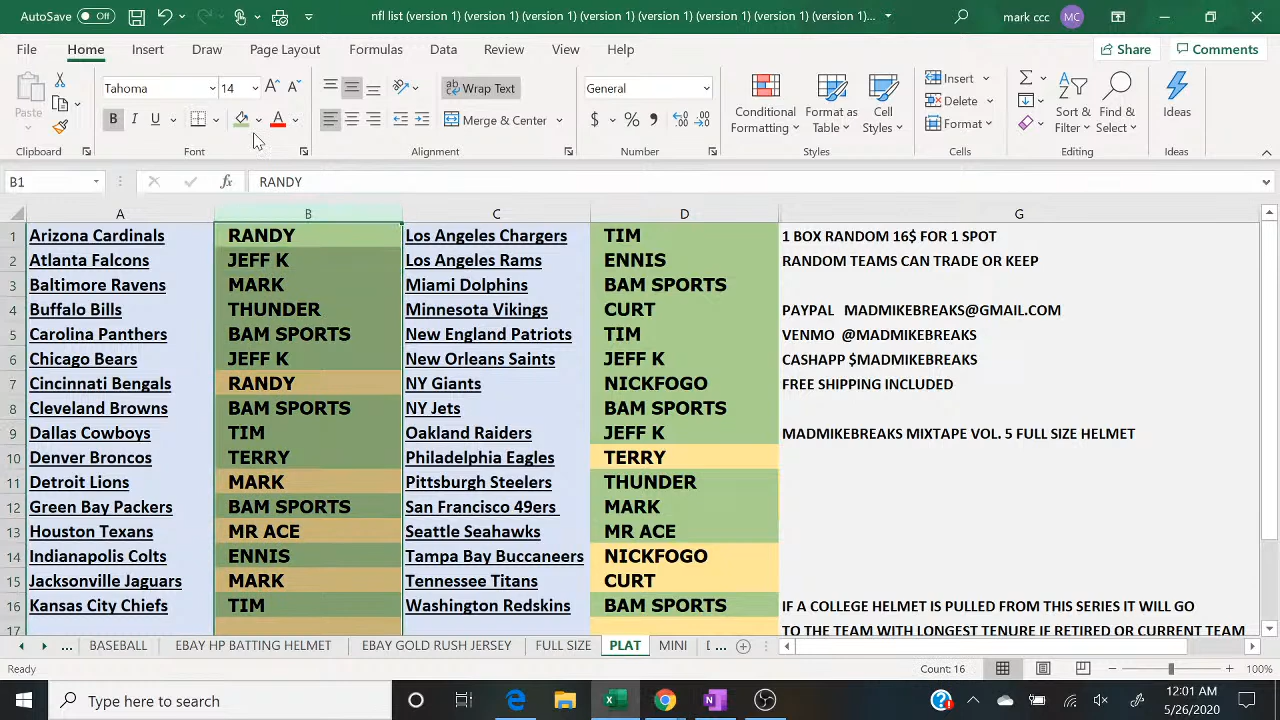 AutoSave Off nfl list (version 1) (version 1) (version 1) (version 1) (version 1) (version 1) (version 1)... mark ccc MC
File Home Insert Draw Page Layout Formulas Data Review View Help Share Comments
Paste Tahoma 14 Wrap Text General Conditional Formatting Format as Table Cell Styles Insert Delete Format Sort & Filter Find & Select Ideas
B I U Merge & Center $ % 9
Clipboard Font Alignment Number Styles Cells Editing Ideas
B1 fx RANDY
A B C D G
1 Arizona Cardinals RANDY Los Angeles Chargers TIM 1 BOX RANDOM 16$ FOR 1 SPOT
2 Atlanta Falcons JEFF K Los Angeles Rams ENNIS RANDOM TEAMS CAN TRADE OR KEEP
3 Baltimore Ravens MARK Miami Dolphins BAM SPORTS
4 Buffalo Bills THUNDER Minnesota Vikings CURT PAYPAL MADMIKEBREAKS@GMAIL.COM
5 Carolina Panthers BAM SPORTS New England Patriots TIM VENMO @MADMIKEBREAKS
6 Chicago Bears JEFF K New Orleans Saints JEFF K CASHAPP $MADMIKEBREAKS
7 Cincinnati Bengals RANDY NY Giants NICKFOGO FREE SHIPPING INCLUDED
8 Cleveland Browns BAM SPORTS NY Jets BAM SPORTS
9 Dallas Cowboys TIM Oakland Raiders JEFF K MADMIKEBREAKS MIXTAPE VOL. 5 FULL SIZE HELMET
10 Denver Broncos TERRY Philadelphia Eagles TERRY
11 Detroit Lions MARK Pittsburgh Steelers THUNDER
12 Green Bay Packers BAM SPORTS San Francisco 49ers MARK
13 Houston Texans MR ACE Seattle Seahawks MR ACE
14 Indianapolis Colts ENNIS Tampa Bay Buccaneers NICKFOGO
15 Jacksonville Jaguars MARK Tennessee Titans CURT
16 Kansas City Chiefs TIM Washington Redskins BAM SPORTS IF A COLLEGE HELMET IS PULLED FROM THIS SERIES IT WILL GO
17 TO THE TEAM WITH LONGEST TENURE IF RETIRED OR CURRENT TEAM
... BASEBALL EBAY HP BATTING HELMET EBAY GOLD RUSH JERSEY FULL SIZE PLAT MINI ...
Ready Count: 16 100%
Type here to search 12:01 AM
5/26/2020